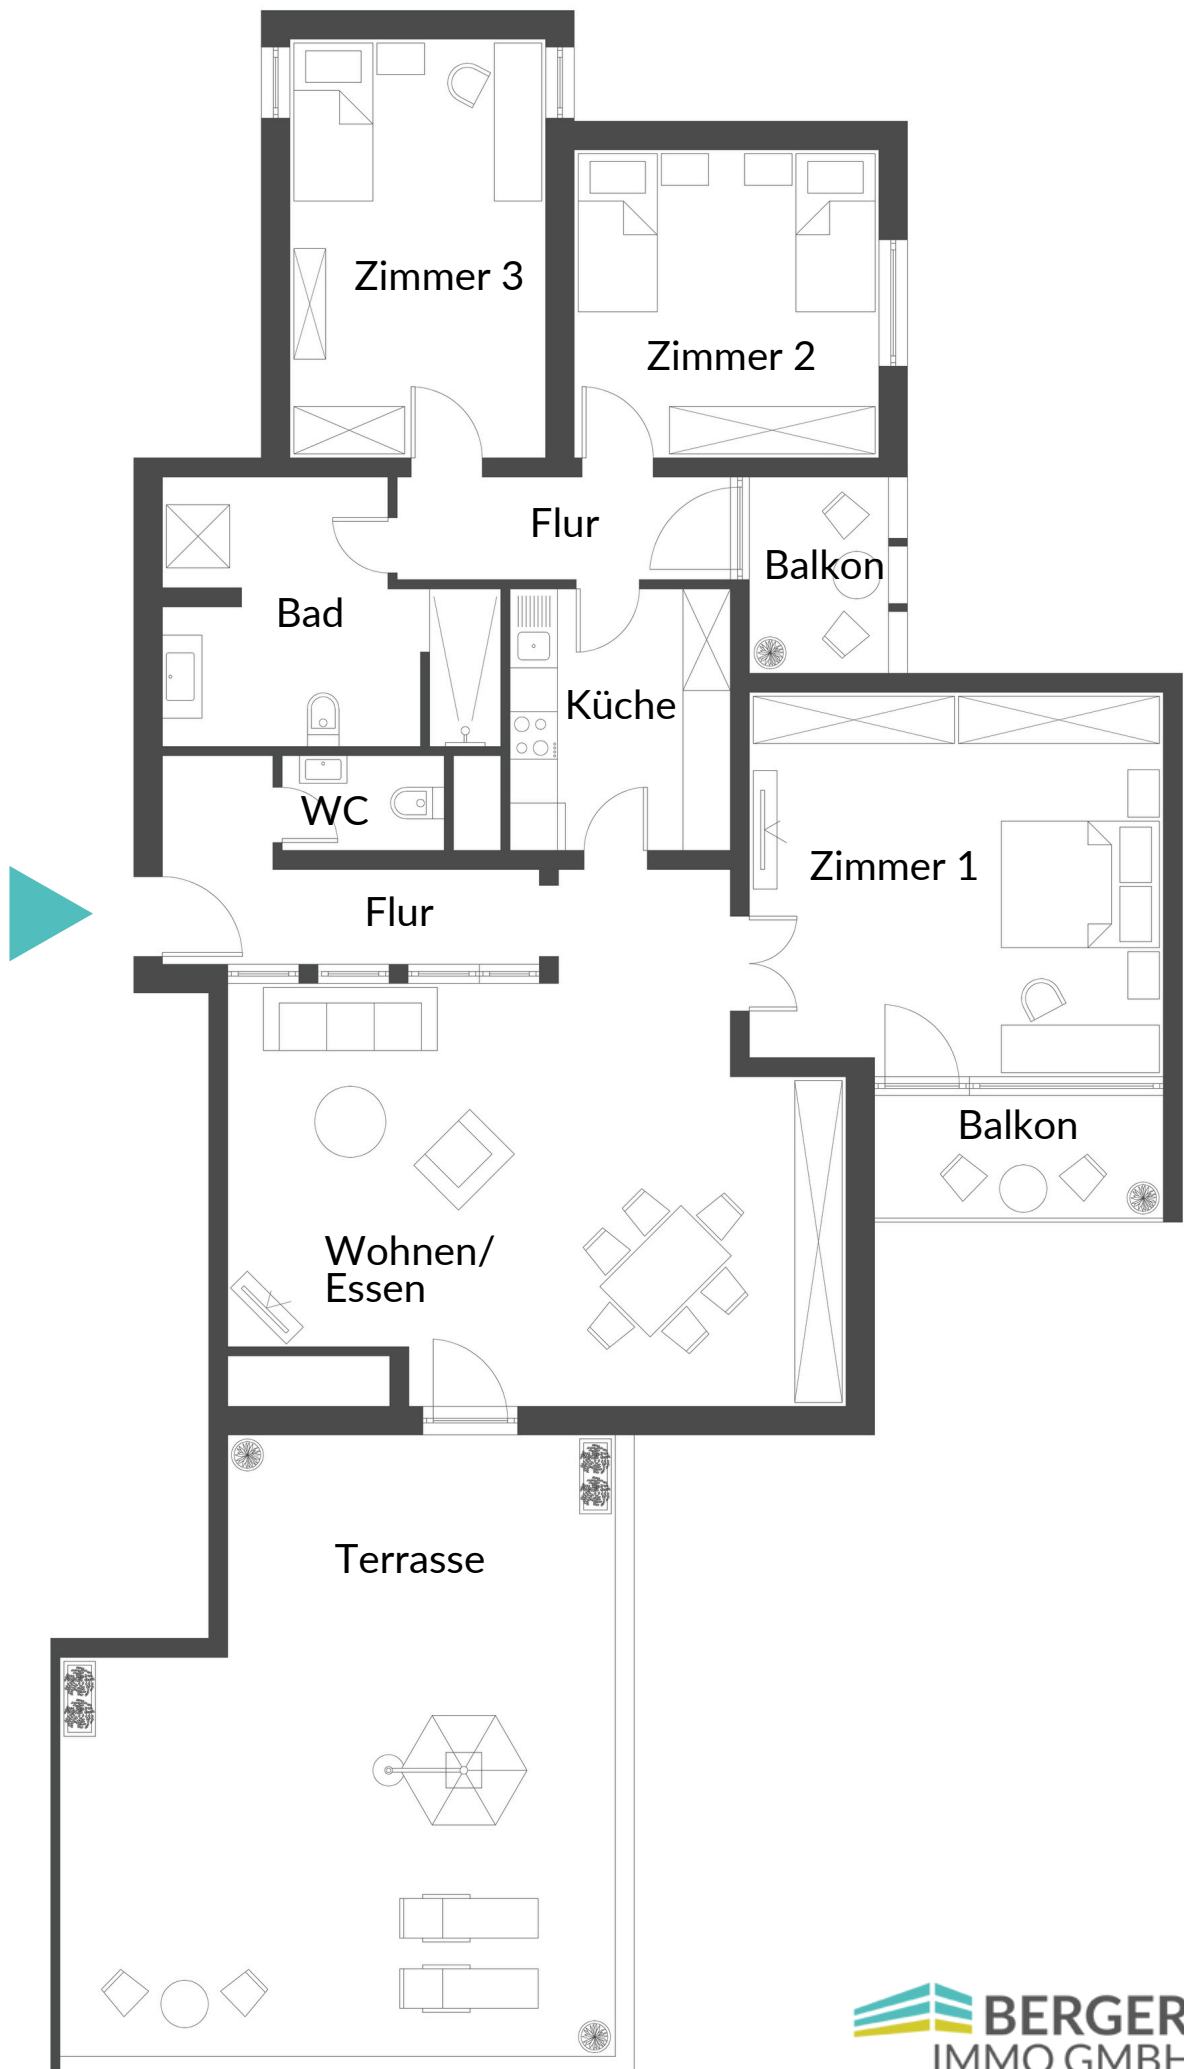 Zimmer 3
Zimmer 2
Flur
Balkon
Bad
Küche
WC
Zimmer 1
Flur
Balkon
Wohnen/
Essen
Terrasse
BERGER
IMMO GMBH